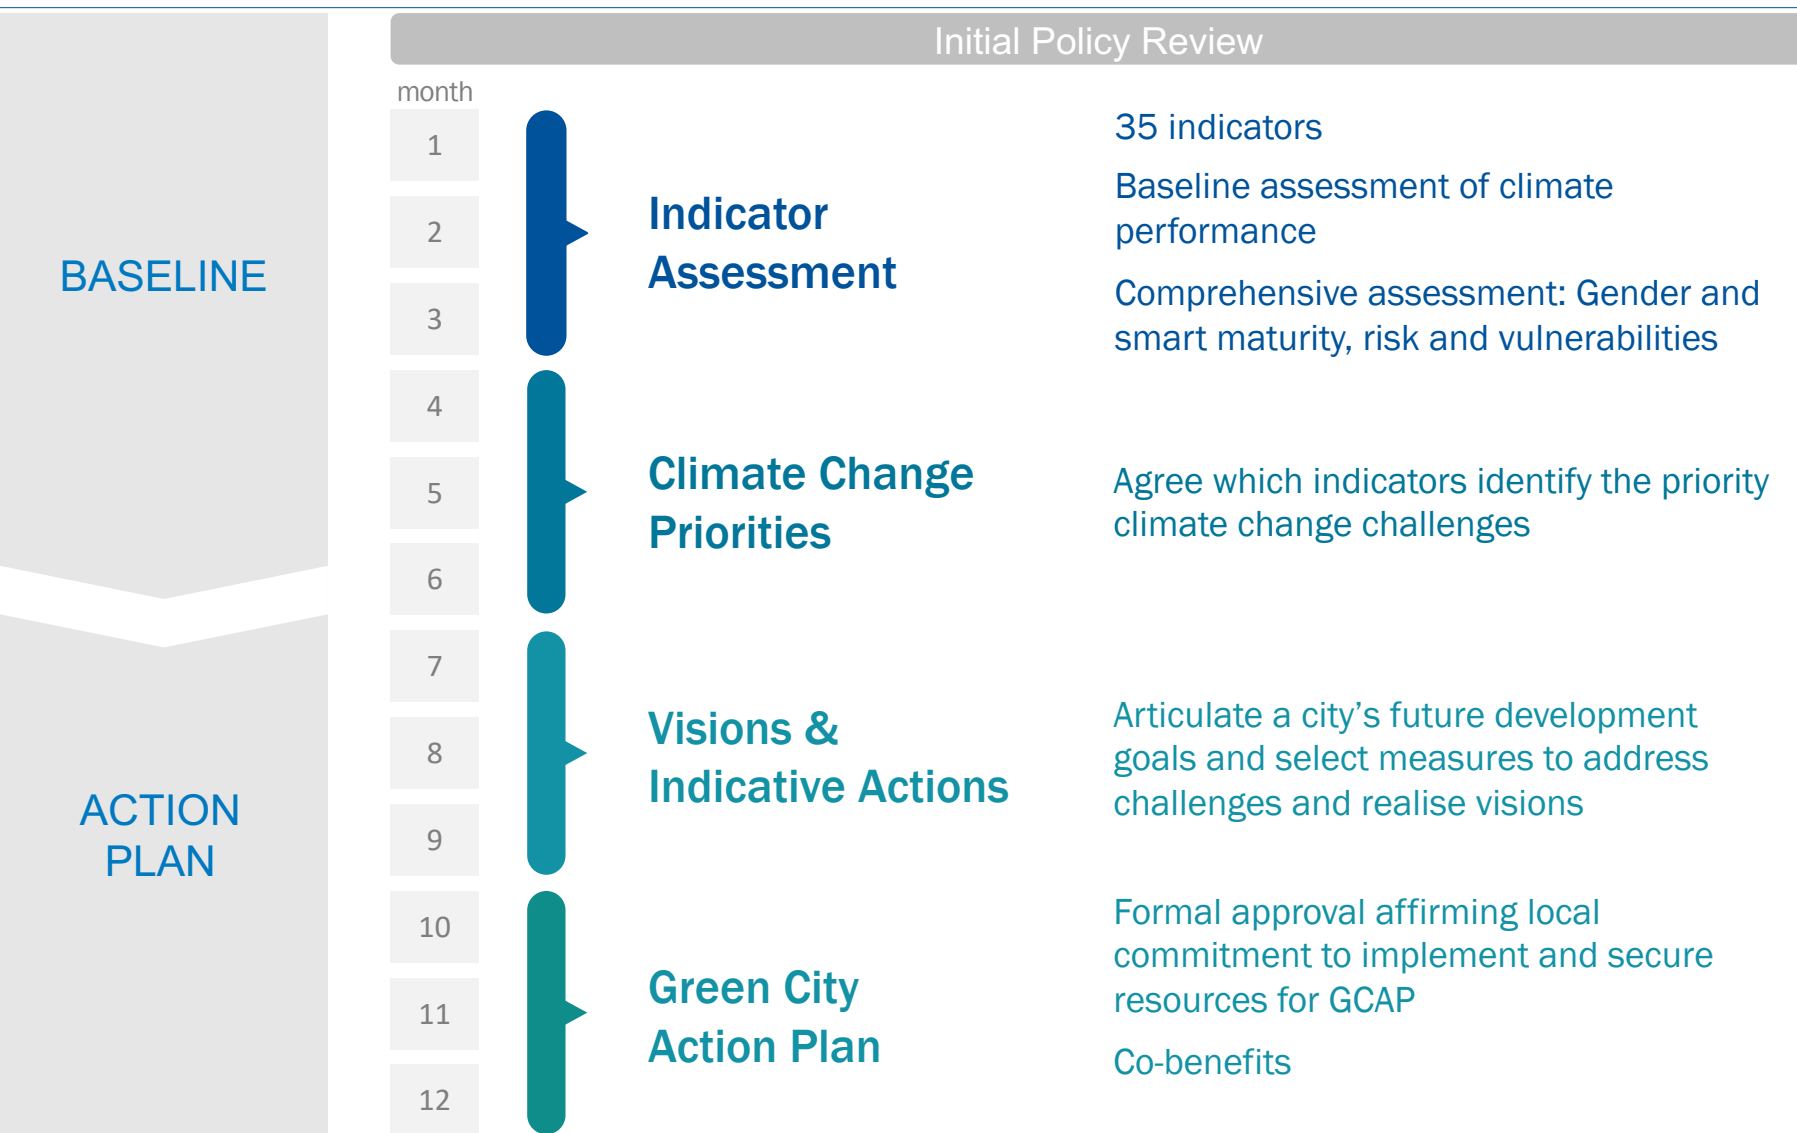 Initial Policy Review
BASELINE
month
1
2
3
Indicator
Assessment
35 indicators
Baseline assessment of climate
performance
Comprehensive assessment: Gender and
smart maturity, risk and vulnerabilities
4
5
6
Climate Change
Priorities
Agree which indicators identify the priority
climate change challenges
ACTION
PLAN
7
8
9
Visions &
Indicative Actions
Articulate a city’s future development
goals and select measures to address
challenges and realise visions
10
11
12
Green City
Action Plan
Formal approval affirming local
commitment to implement and secure
resources for GCAP
Co-benefits